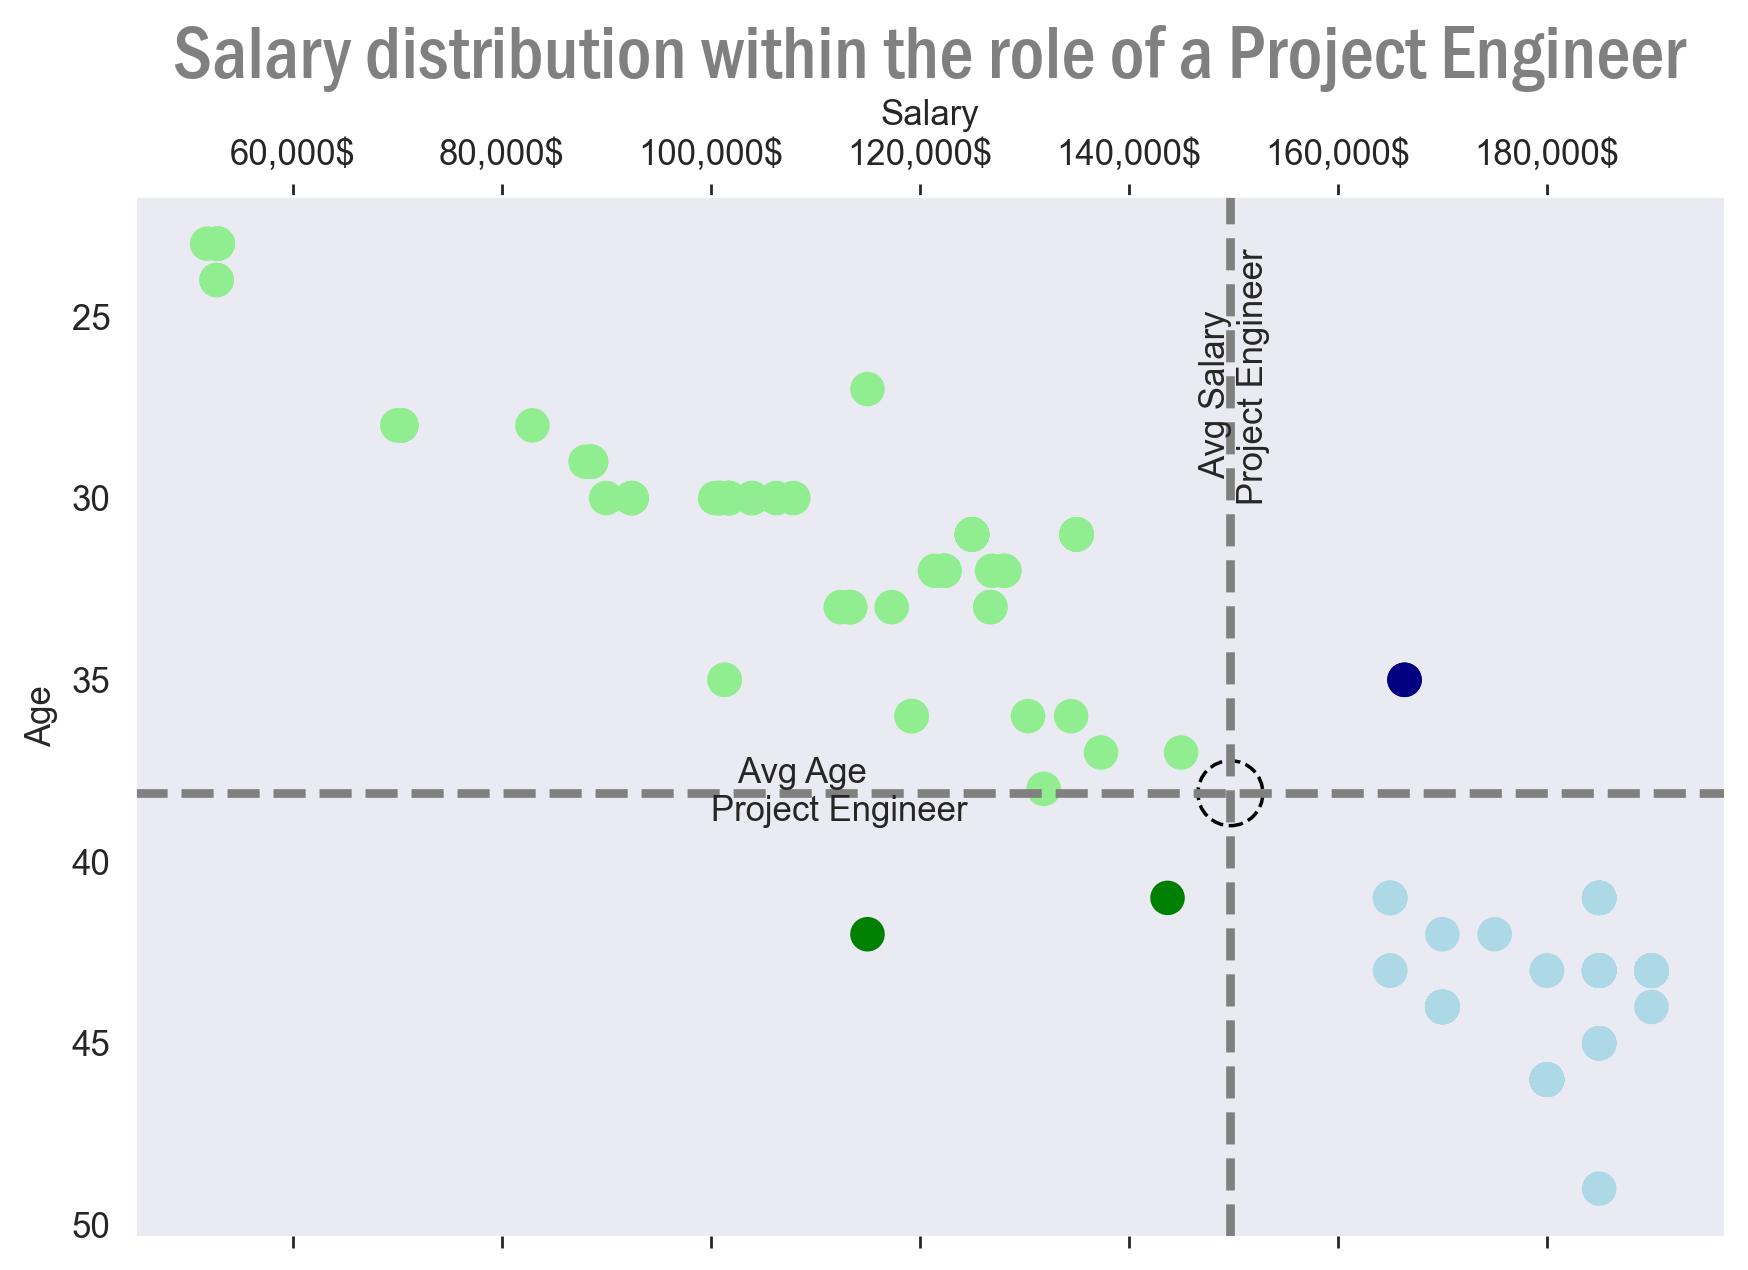 Salary distribution within the role of a Project Engineer
Salary
60,000$ 80,000$ 100,000$ 120,000$ 140,000$ 160,000$ 180,000$
Avg Salary
Project Engineer
25
30
35
40
45
50
Age
Avg Age
Project Engineer